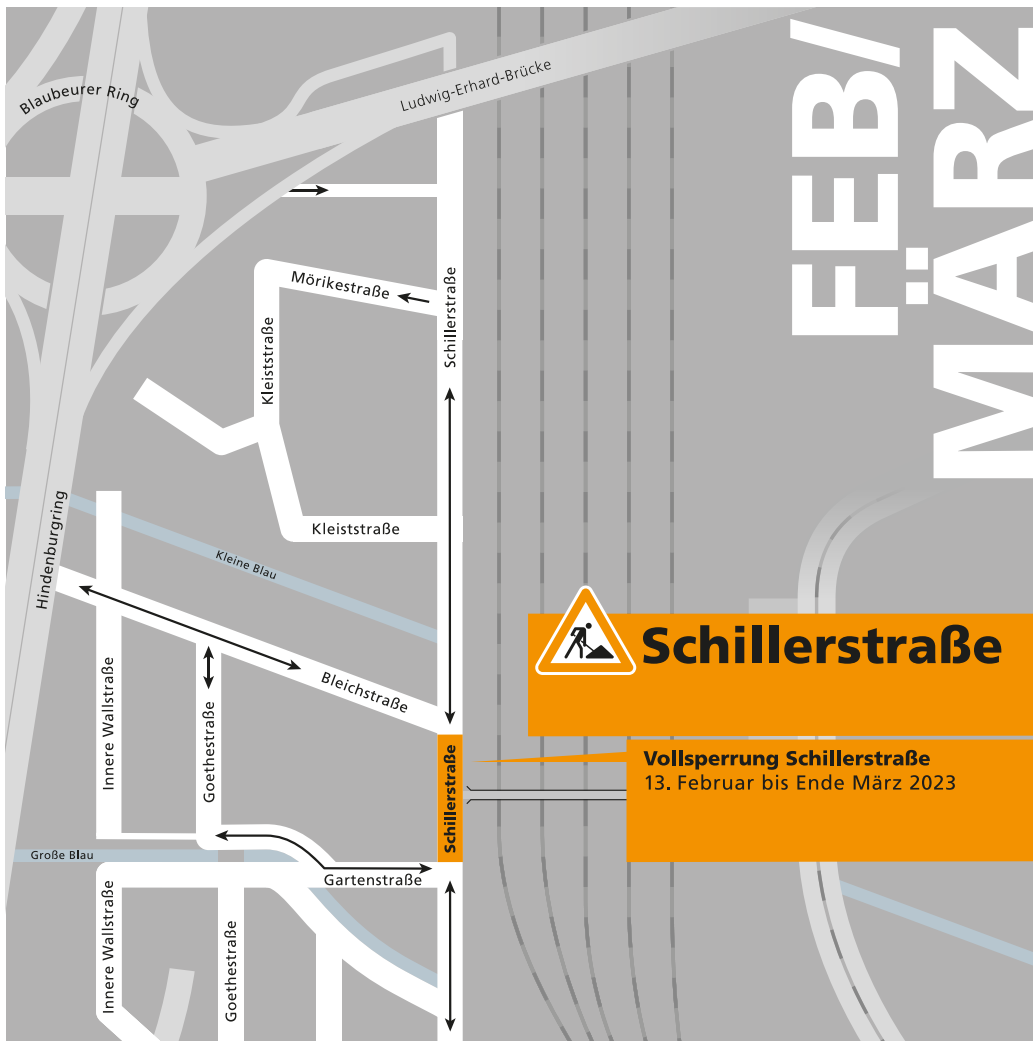 FEB/
MÄRZ
Blaubeurer Ring
Ludwig-Erhard-Brücke
Mörikestraße
Schillerstraße
Kleiststraße
Kleiststraße
Hindenburgring
Kleine Blau
Bleichstraße
Innere Wallstraße
Goethestraße
Schillerstraße
Schillerstraße
Vollsperrung Schillerstraße
13. Februar bis Ende März 2023
Große Blau
Gartenstraße
Innere Wallstraße
Goethestraße